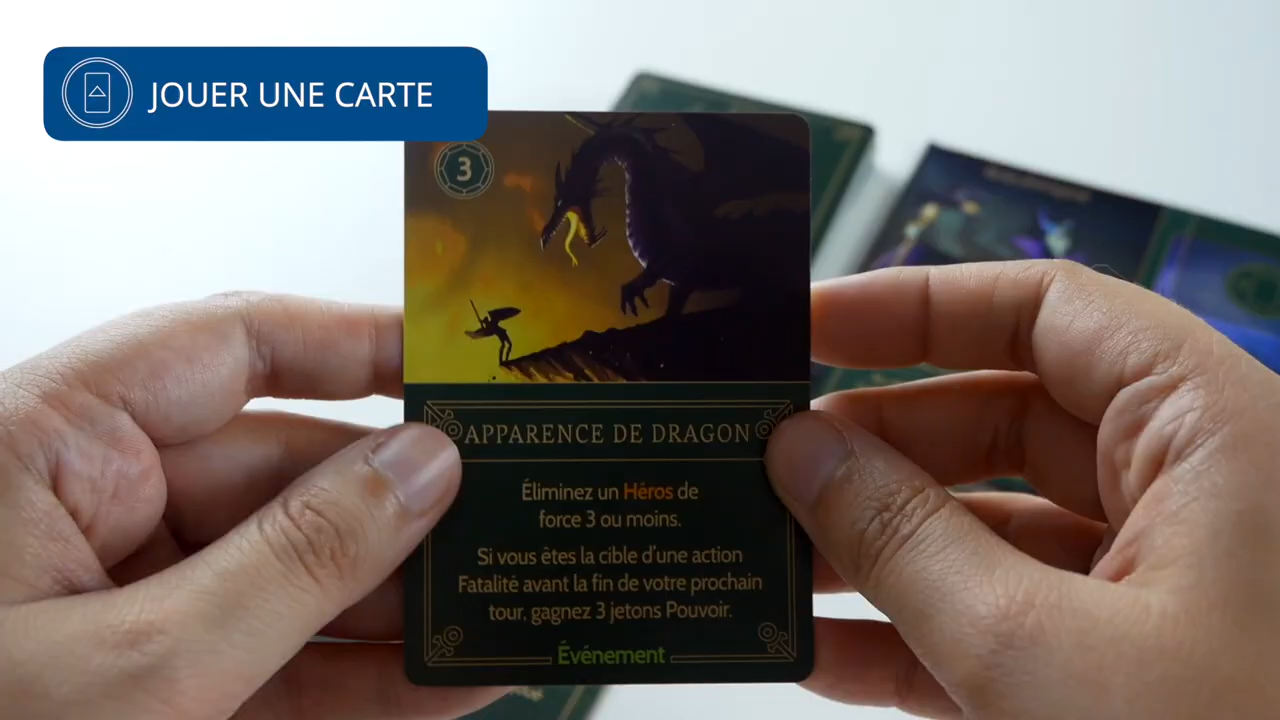 JOUER UNE CARTE
3
APPARENCE DE DRAGON
Éliminez un Héros de
force 3 ou moins.
Si vous êtes la cible d'une action
Fatalité avant la fin de votre prochain
tour, gagnez 3 jetons Pouvoir.
Événement